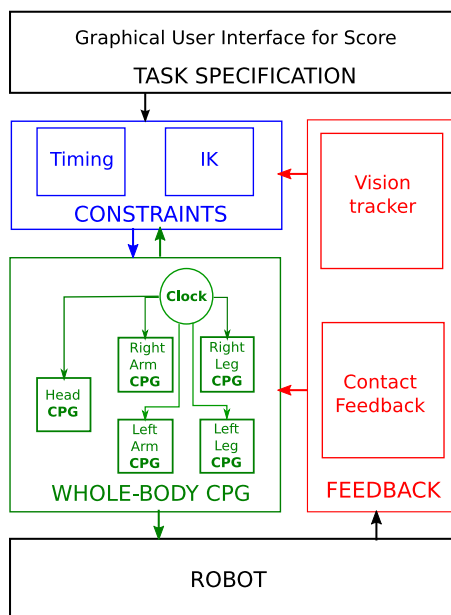 Graphical User Interface for Score
TASK SPECIFICATION
Timing
IK
CONSTRAINTS
Vision
tracker
Clock
Right
Arm
CPG
Right
Leg
CPG
Head
CPG
Left
Arm
CPG
Left
Leg
CPG
WHOLE-BODY CPG
Contact
Feedback
FEEDBACK
ROBOT